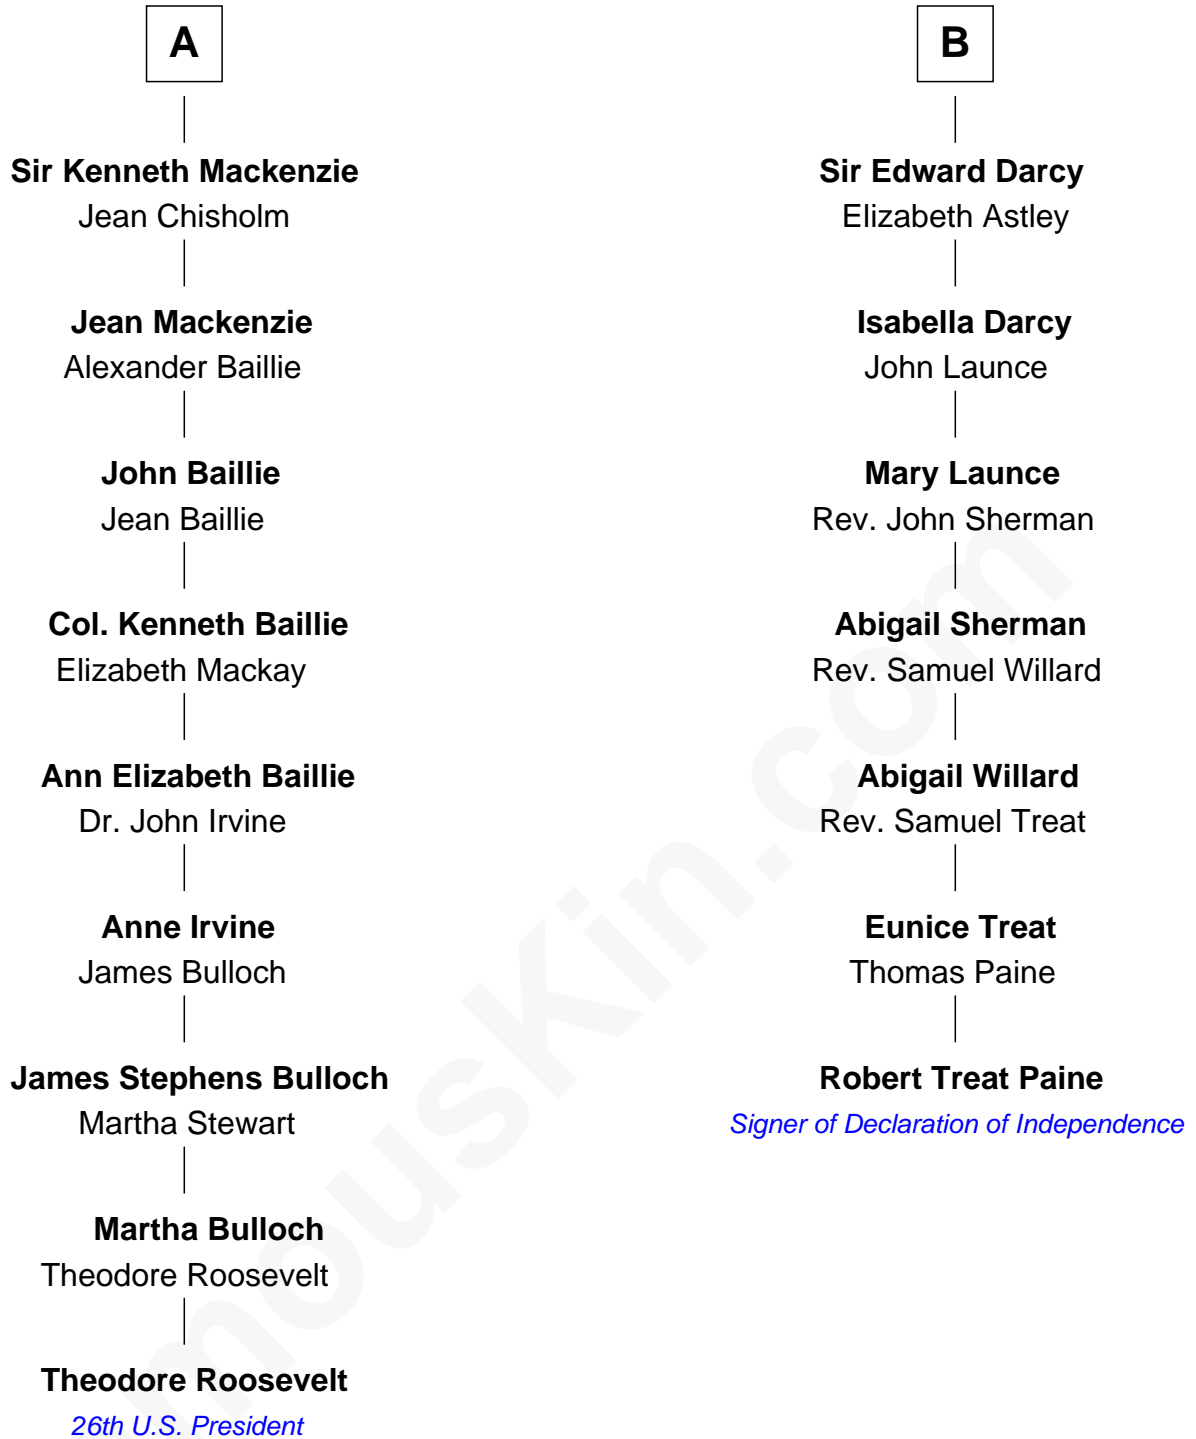 A
Sir Kenneth Mackenzie
Jean Chisholm
Jean Mackenzie
Alexander Baillie
John Baillie
Jean Baillie
Col. Kenneth Baillie
Elizabeth Mackay
Ann Elizabeth Baillie
Dr. John Irvine
Anne Irvine
James Bulloch
James Stephens Bulloch
Martha Stewart
Martha Bulloch
Theodore Roosevelt
Theodore Roosevelt
26th U.S. President
B
Sir Edward Darcy
Elizabeth Astley
Isabella Darcy
John Launce
Mary Launce
Rev. John Sherman
Abigail Sherman
Rev. Samuel Willard
Abigail Willard
Rev. Samuel Treat
Eunice Treat
Thomas Paine
Robert Treat Paine
Signer of Declaration of Independence
mousKin.com